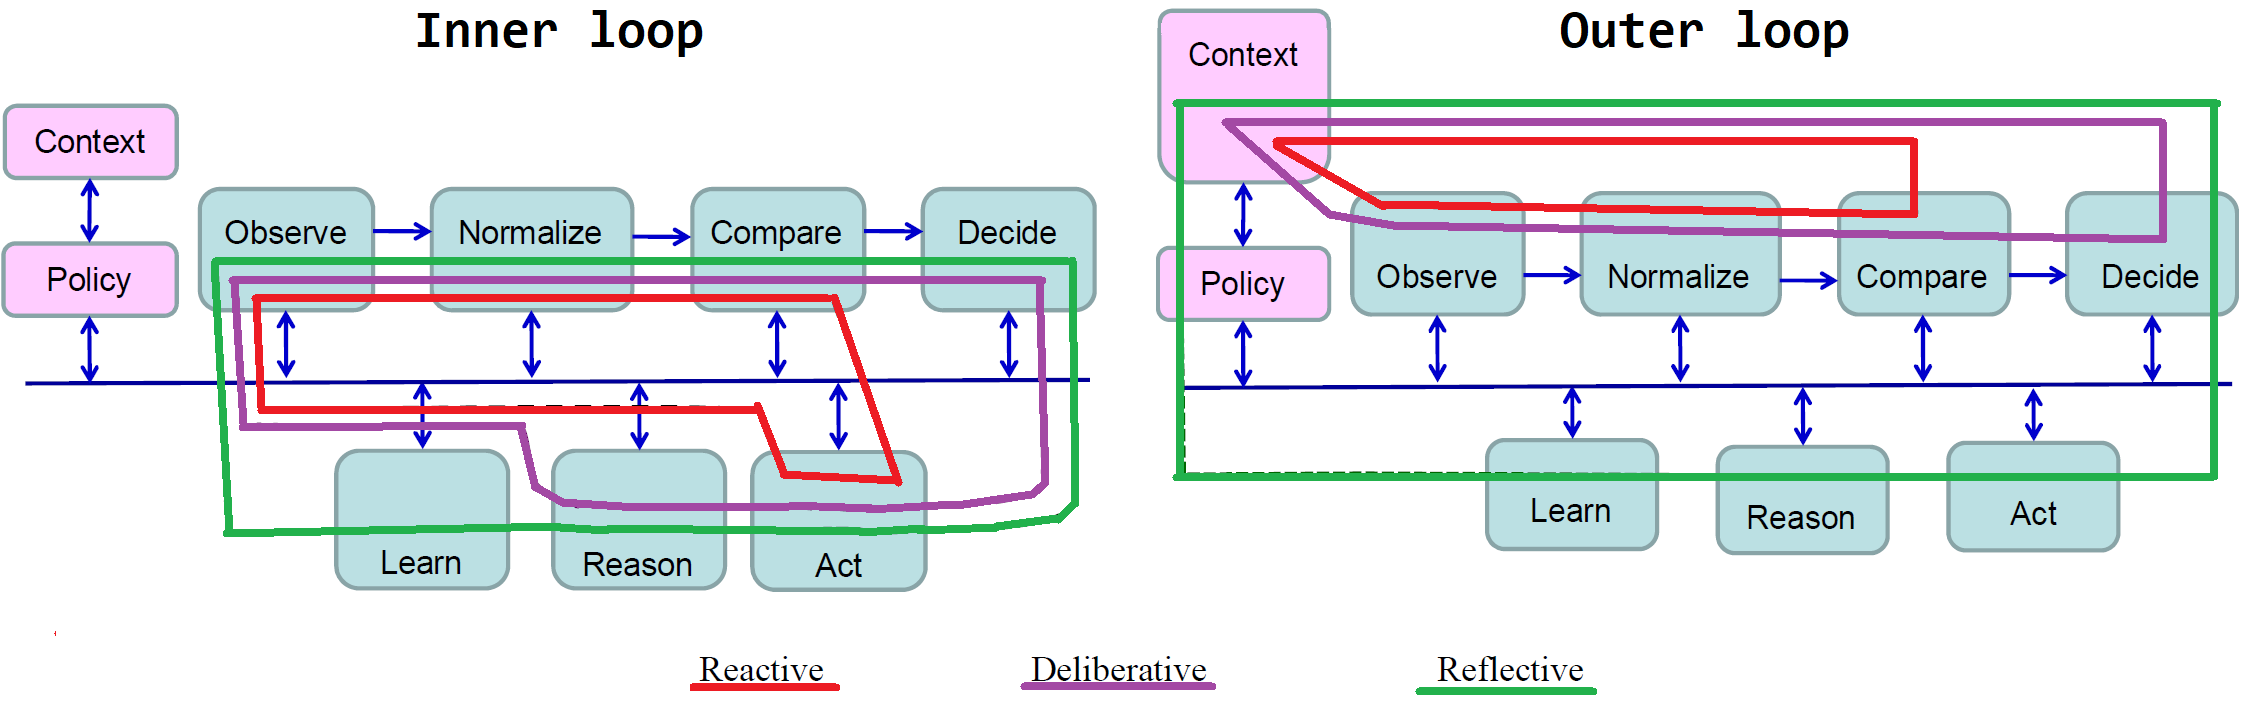 Inner loop
Context
Policy
Observe
Normalize
Compare
Decide
Learn
Reason
Act
Outer loop
Context
Policy
Observe
Normalize
Compare
Decide
Learn
Reason
Act
Reactive
Deliberative
Reflective